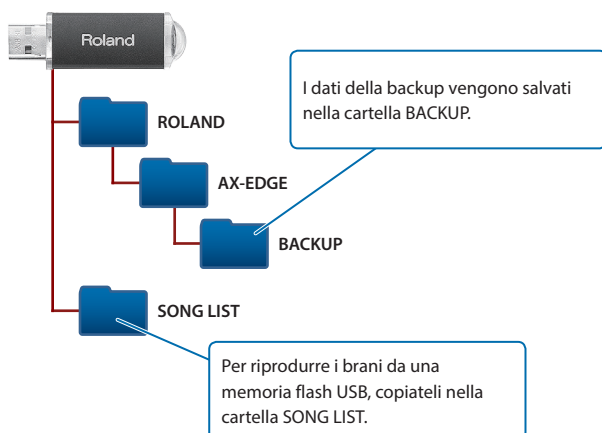 Roland
I dati della backup vengono salvati
nella cartella BACKUP.
ROLAND
AX-EDGE
BACKUP
SONG LIST
Per riprodurre i brani da una
memoria flash USB, copiateli nella
cartella SONG LIST.